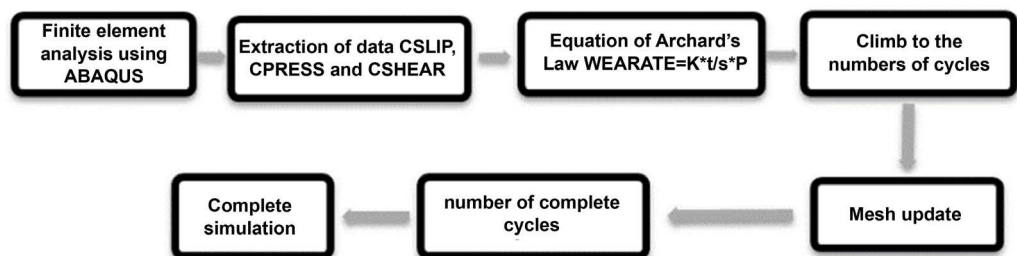 Finite element
analysis using
ABAQUS
Extraction of data CSLIP,
CPRESS and CSHEAR
Equation of Archard's
Law WEARATE=K*t/s*P
Climb to the
numbers of cycles
Mesh update
number of complete
cycles
Complete
simulation